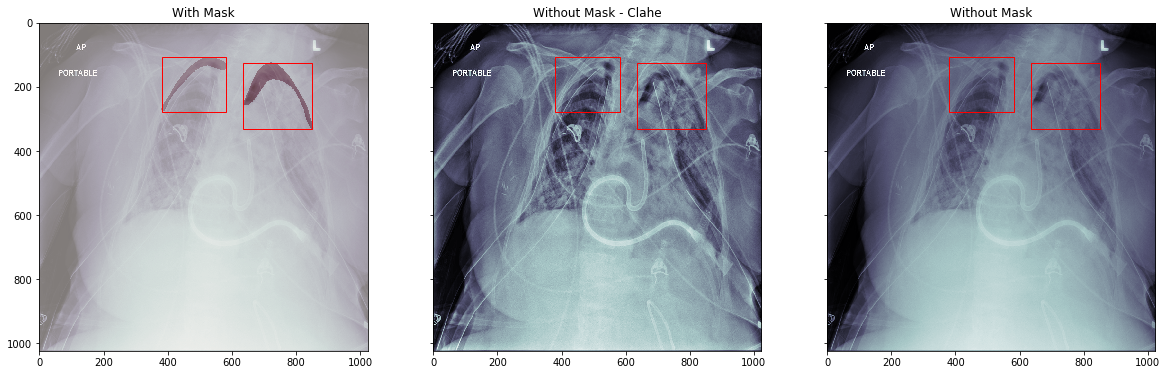 With Mask
Without Mask - Clahe
Without Mask
AP
PORTABLE
L
AP
PORTABLE
L
AP
PORTABLE
L
0
200
400
600
800
1000
0 200 400 600 800 1000
0 200 400 600 800 1000
0 200 400 600 800 1000